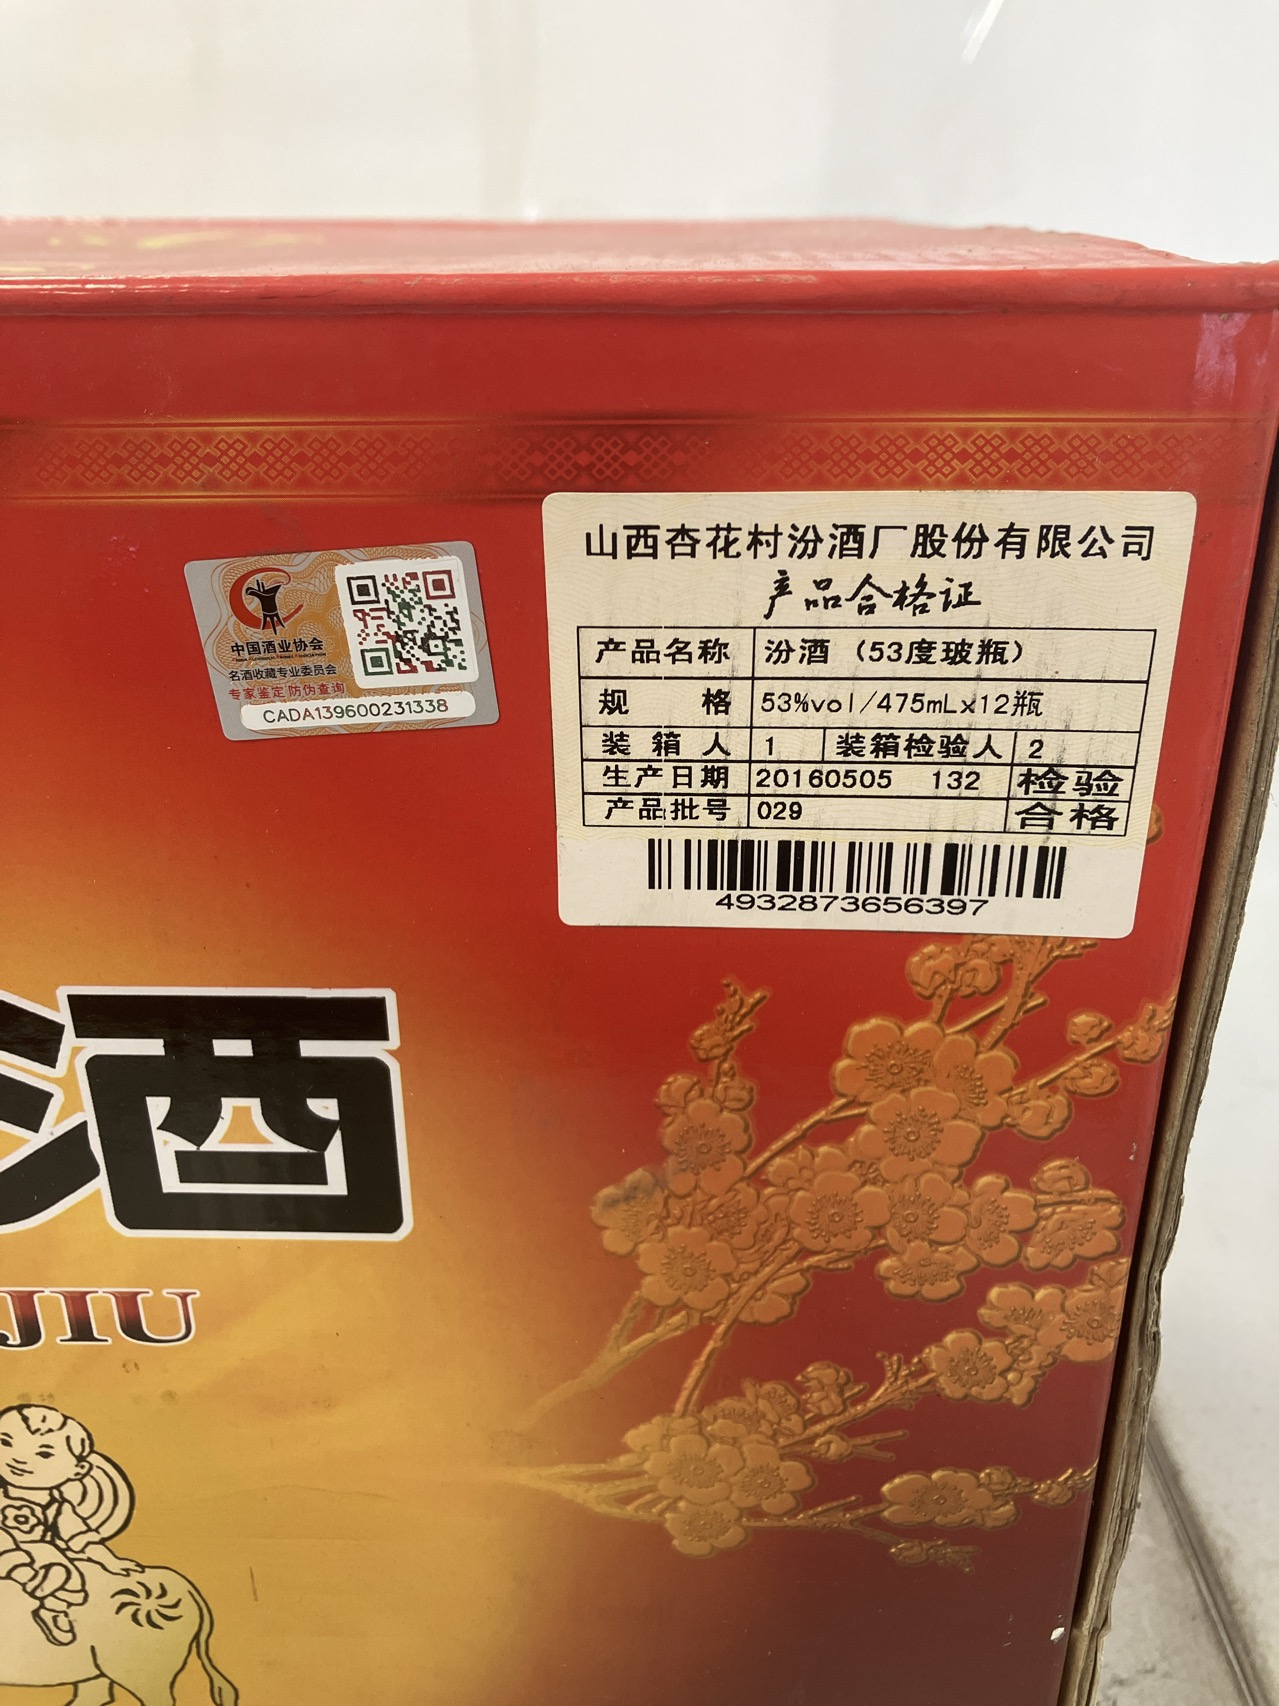 中国酒业协会
名酒收藏专业委员会
专家鉴定 防伪查询
CADA139600231338
山西杏花村汾酒厂股份有限公司
产品合格证
产品名称 汾酒（53度玻瓶）
规 格 53%vol/475mLx12瓶
装箱人 1 装箱检验人 2
生产日期 20160505 132 检验
产品批号 029 合格
4932873656397
酒
JIU